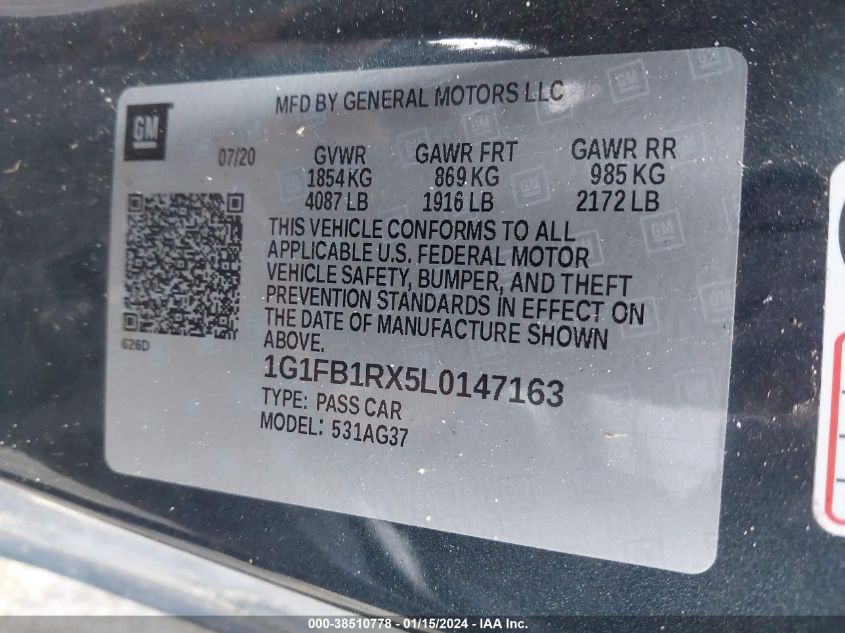 MFD BY GENERAL MOTORS LLC
GM
07/20
GVWR GAWR FRT GAWR RR
1854 KG 869 KG 985 KG
4087 LB 1916 LB 2172 LB
THIS VEHICLE CONFORMS TO ALL
APPLICABLE U.S. FEDERAL MOTOR
VEHICLE SAFETY, BUMPER, AND THEFT
PREVENTION STANDARDS IN EFFECT ON
THE DATE OF MANUFACTURE SHOWN
ABOVE.
626D
1G1FB1RX5L0147163
TYPE: PASS CAR
MODEL: 531AG37
000-38510778 - 01/15/2024 - IAAI.COM